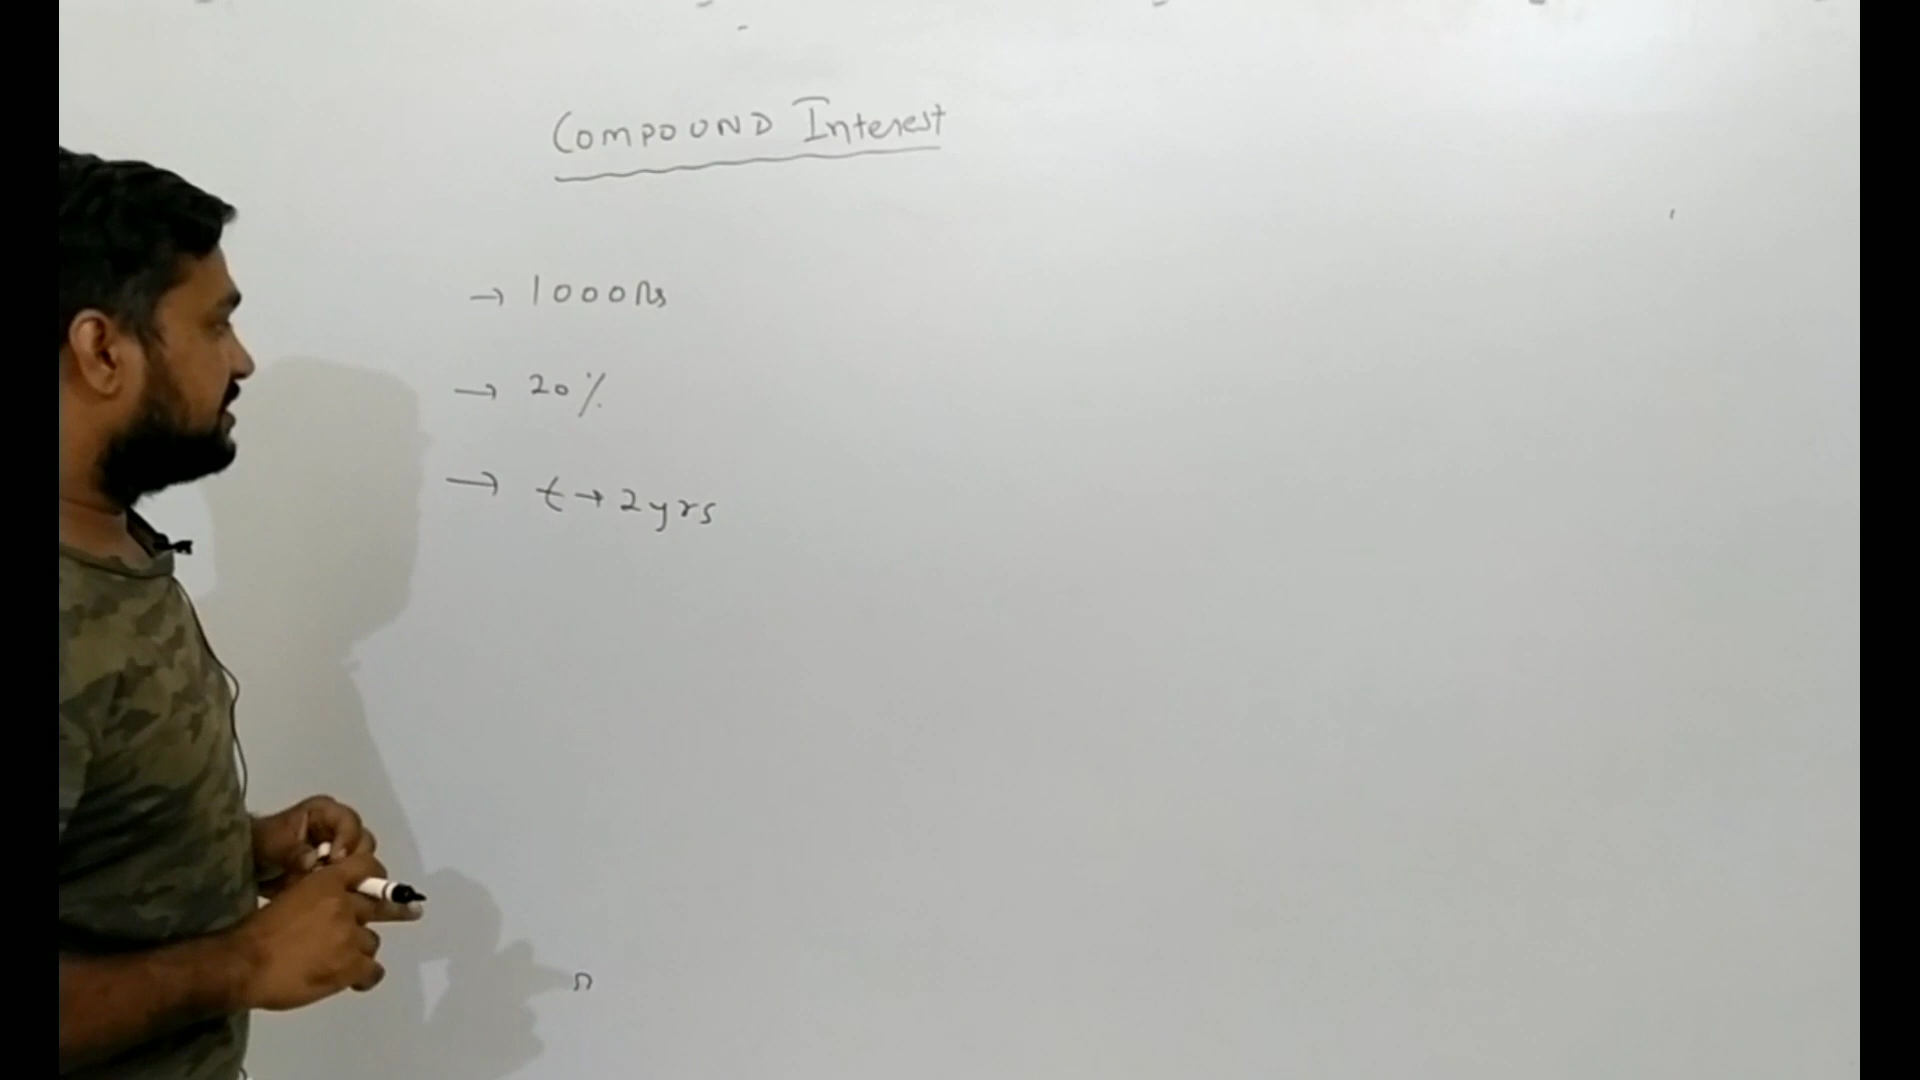 COMPOUND Interest
→ 1000Rs
→ 20%
→ t → 2yrs